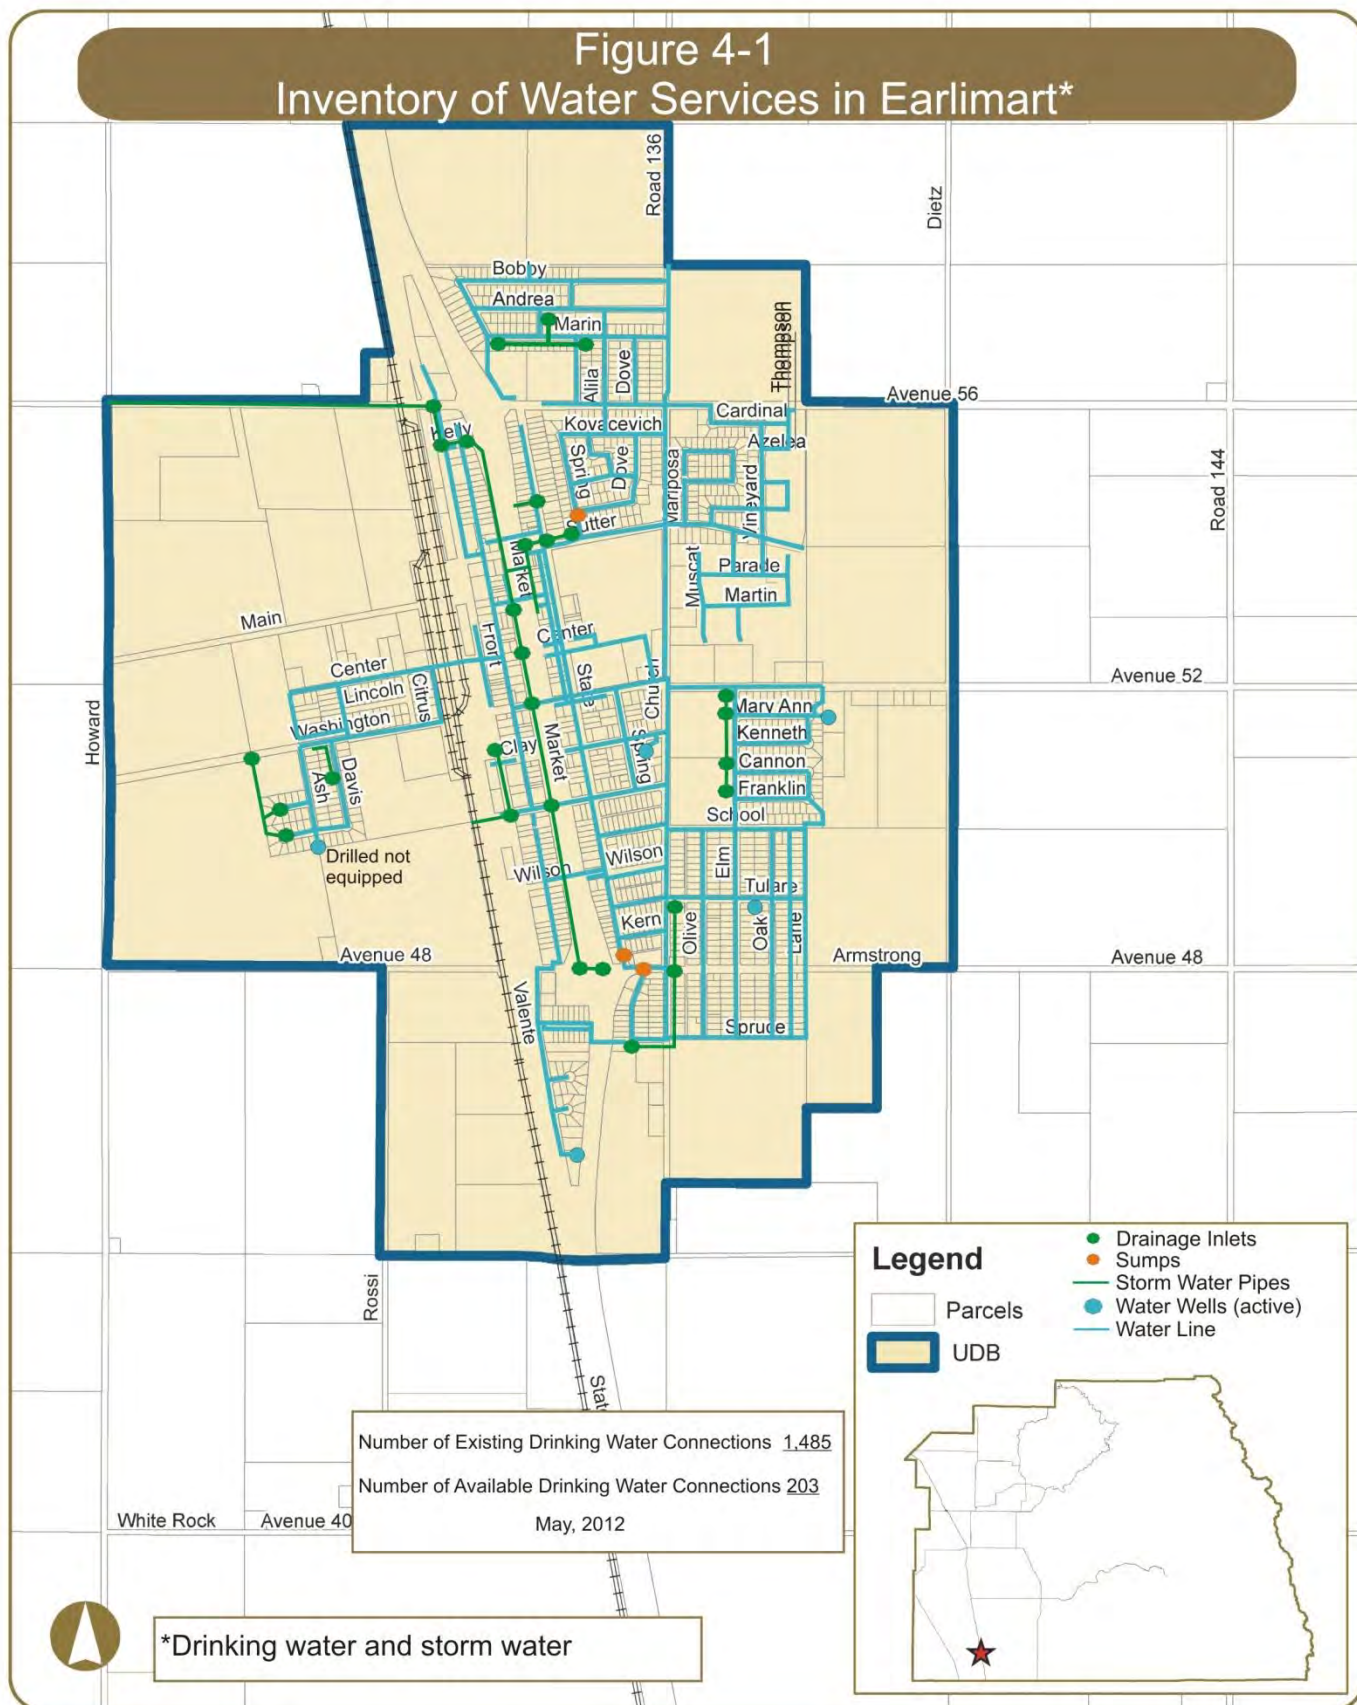 Figure 4-1
Inventory of Water Services in Earlimart*
Road 136
Dietz
Bobby
Andrea
Marin
Thompson
Thompson
Alila
Dove
Avenue 56
Cardinal
Kelly
Kovacevich
Azelea
Spring
Dove
Mariposa
Vineyard
Road 144
Sutter
Market
Muscat
Parade
Martin
Main
Front
Center
Center
Lincoln
Citrus
State
Church
Avenue 52
Washington
Mary Ann
Howard
Clay
Market
Spring
Kenneth
Cannon
Ash
Davis
Franklin
School
Drilled not
equipped
Wilson
Wilson
Elm
Tulare
Kern
Olive
Oak
Lane
Avenue 48
Armstrong
Avenue 48
Valente
Spruce
Rossi
State
Legend
Parcels
UDB
Drainage Inlets
Sumps
Storm Water Pipes
Water Wells (active)
Water Line
Number of Existing Drinking Water Connections 1,485
Number of Available Drinking Water Connections 203
May, 2012
White Rock
Avenue 40
*Drinking water and storm water